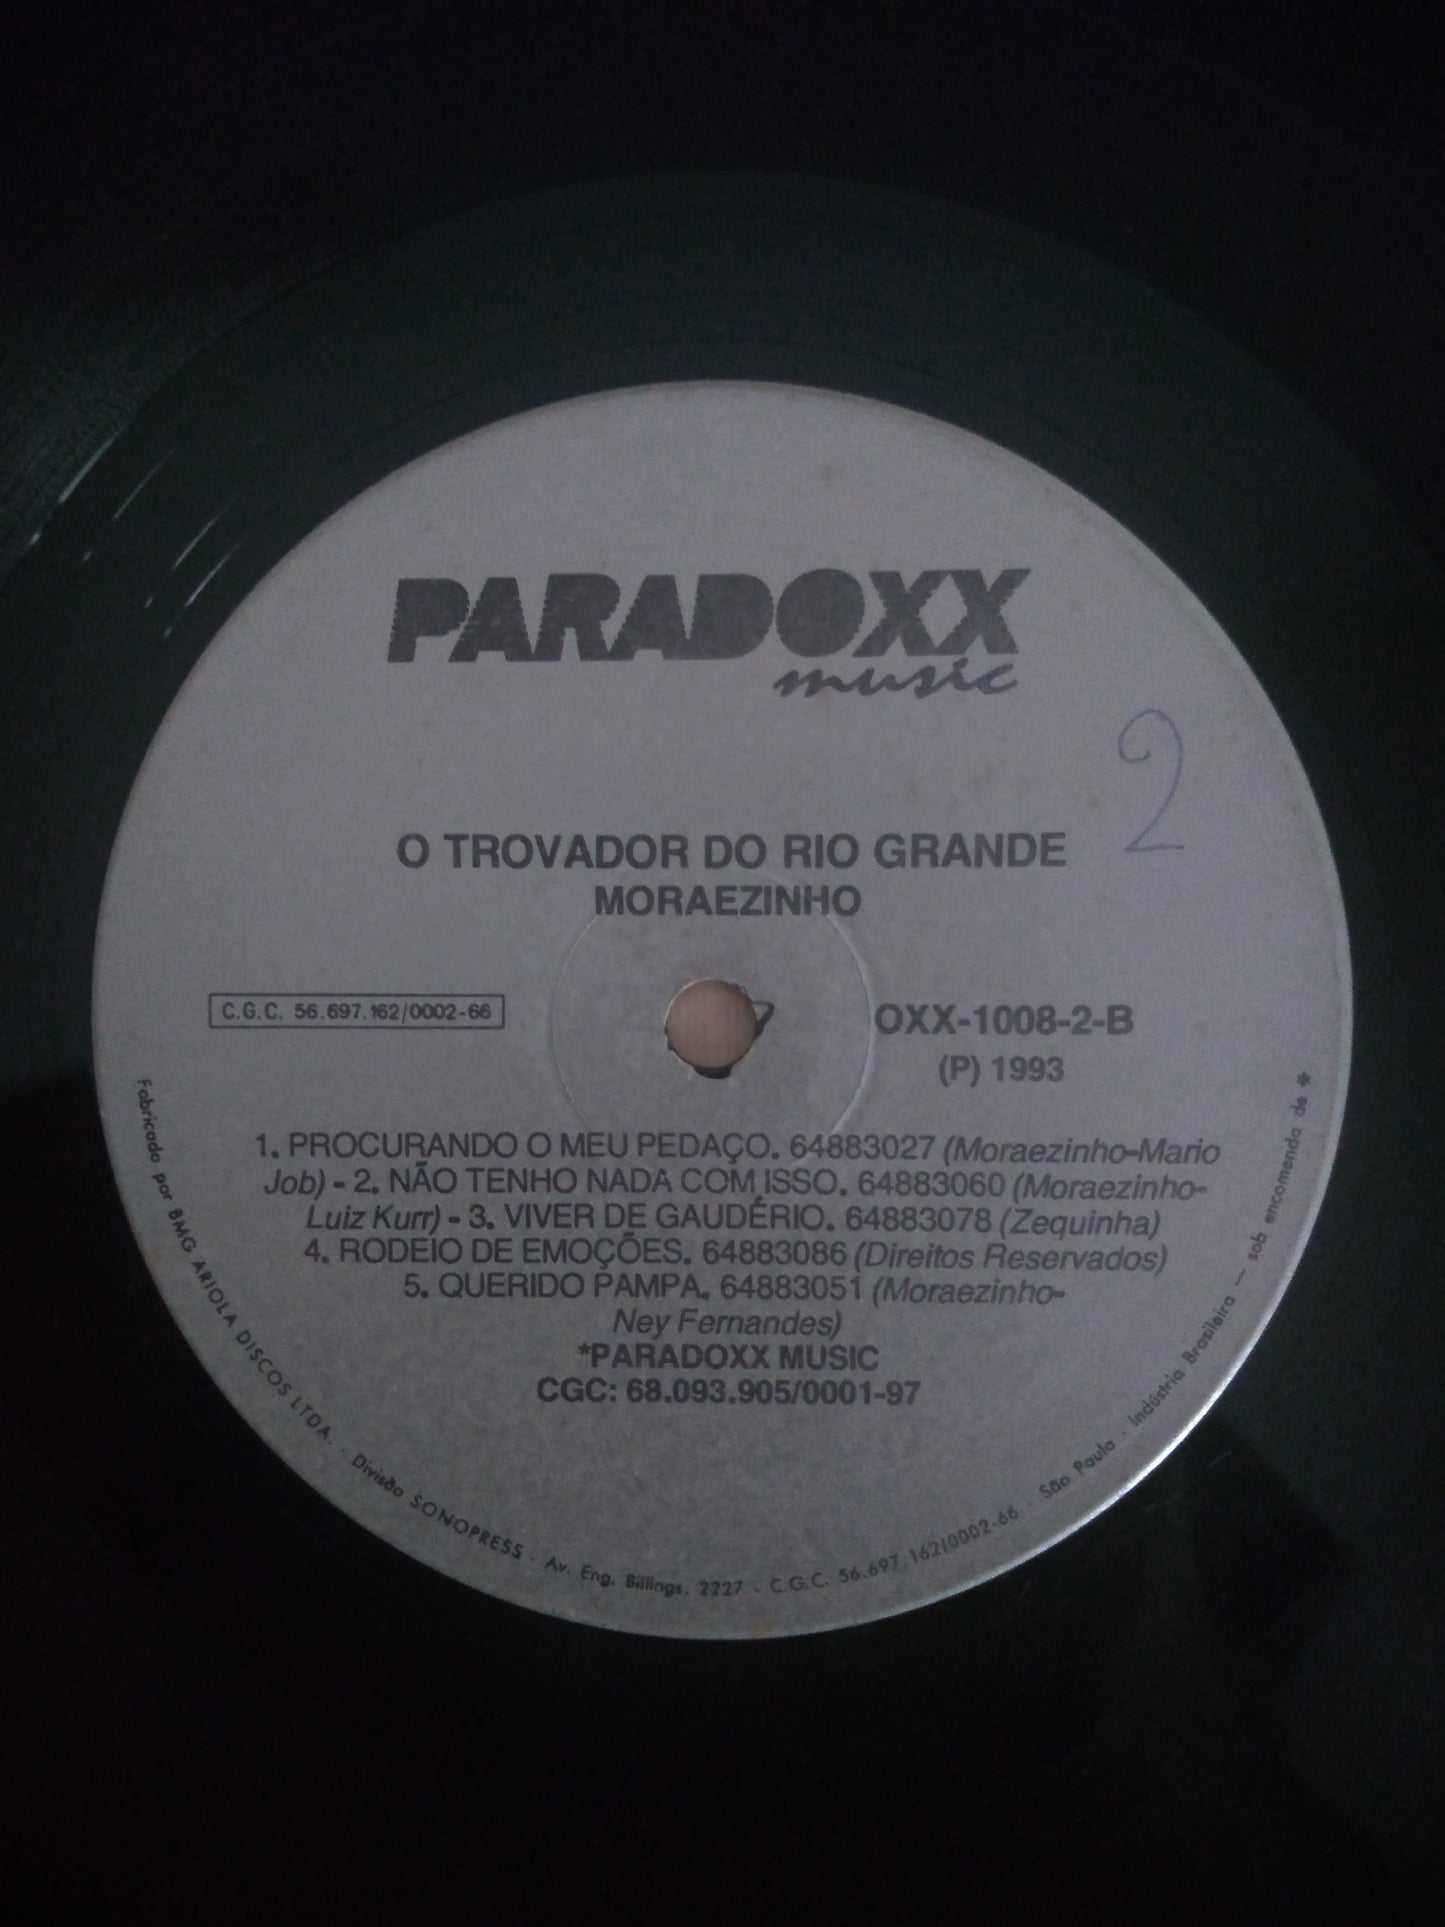 PARADOXX
music
2
O TROVADOR DO RIO GRANDE
MORAEZINHO
C.G.C. 56.697.162/0002-66
OXX-1008-2-B
(P) 1993
1. PROCURANDO O MEU PEDAÇO. 64883027 (Moraezinho-Mario
Job) - 2. NÃO TENHO NADA COM ISSO. 64883060 (Moraezinho-
Luiz Kurr) - 3. VIVER DE GAUDÉRIO. 64883078 (Zequinha)
4. RODEIO DE EMOÇÕES. 64883086 (Direitos Reservados)
5. QUERIDO PAMPA. 64883051 (Moraezinho-
Ney Fernandes)
*PARADOXX MUSIC
CGC: 68.093.905/0001-97
Fabricado por BMG ARIOLA DISCOS LTDA. · Divisão SONOPRESS · Av. Eng. Billings, 2227 · C.G.C. 56.697.162/0002-66 · São Paulo · Indústria Brasileira — sob encomenda de *